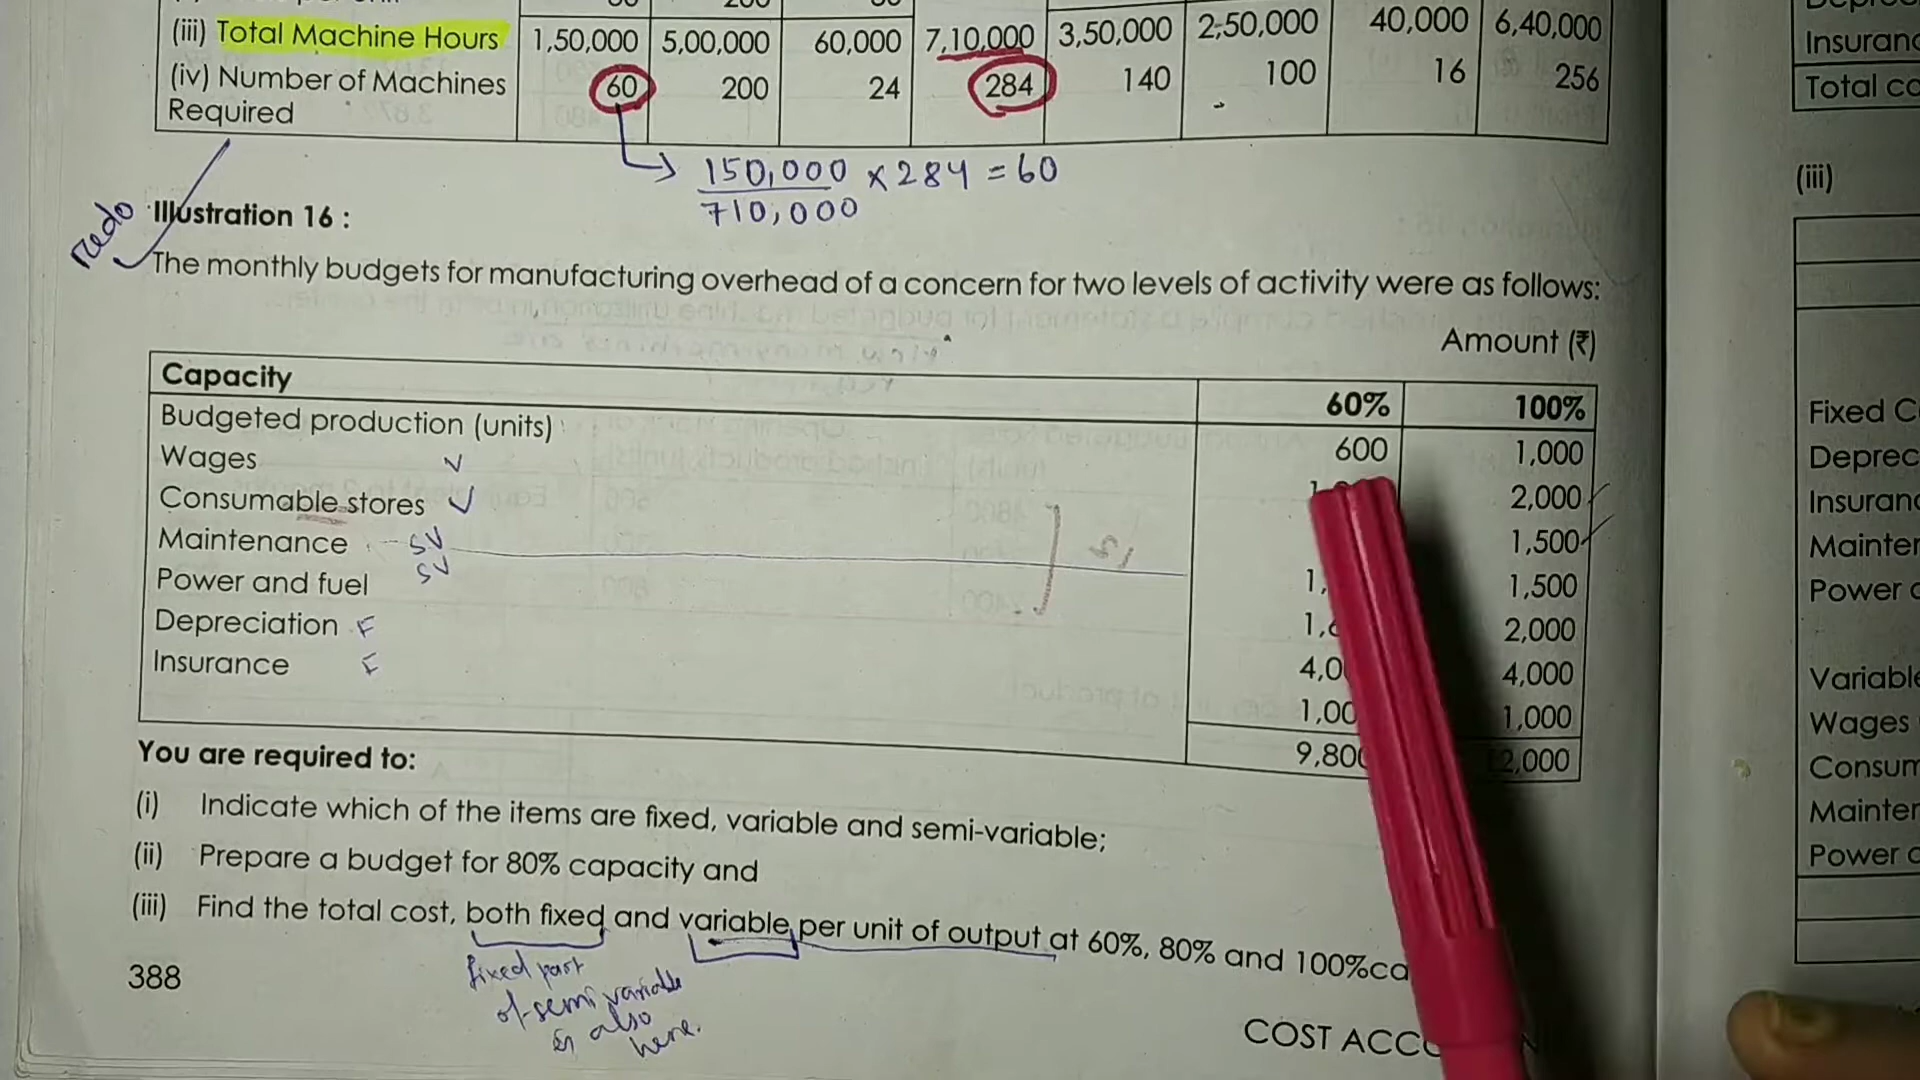 (iii) Total Machine Hours 1,50,000 5,00,000 60,000 7,10,000 3,50,000 2,50,000 40,000 6,40,000
(iv) Number of Machines Required 60 200 24 284 140 100 16 256
150,000 × 284 = 60
710,000
Redo
Illustration 16 :
The monthly budgets for manufacturing overhead of a concern for two levels of activity were as follows:
Amount (₹)
Capacity 60% 100%
Budgeted production (units) 600 1,000
Wages V 2,000
Consumable stores V 1,500
Maintenance SV 1,500
Power and fuel SV 2,000
Depreciation F 4,000
Insurance F 1,000
You are required to:
(i) Indicate which of the items are fixed, variable and semi-variable;
(ii) Prepare a budget for 80% capacity and
(iii) Find the total cost, both fixed and variable per unit of output at 60%, 80% and 100%
fixed part
of semi variable
is also
here.
388
COST
Insuranc
Total co
(iii)
Fixed C
Deprec
Insuranc
Mainter
Power
Variable
Wages
Consum
Mainter
Power